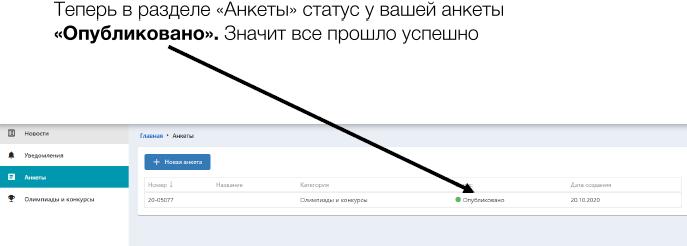 Теперь в разделе «Анкеты» статус у вашей анкеты
«Опубликовано». Значит все прошло успешно
Новости
Главная • Анкеты
Уведомления
+ Новая анкета
Анкеты
Номер ↓ Название Категория Дата создания
Олимпиады и конкурсы
20-05077 Олимпиады и конкурсы Опубликовано 20.10.2020